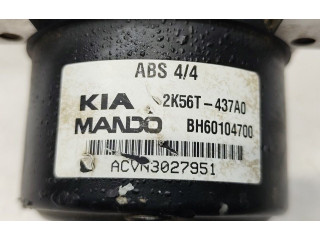 ABS 4/4
KIA 2K56T-437A0
MANDO BH60104700
ACVN3027951